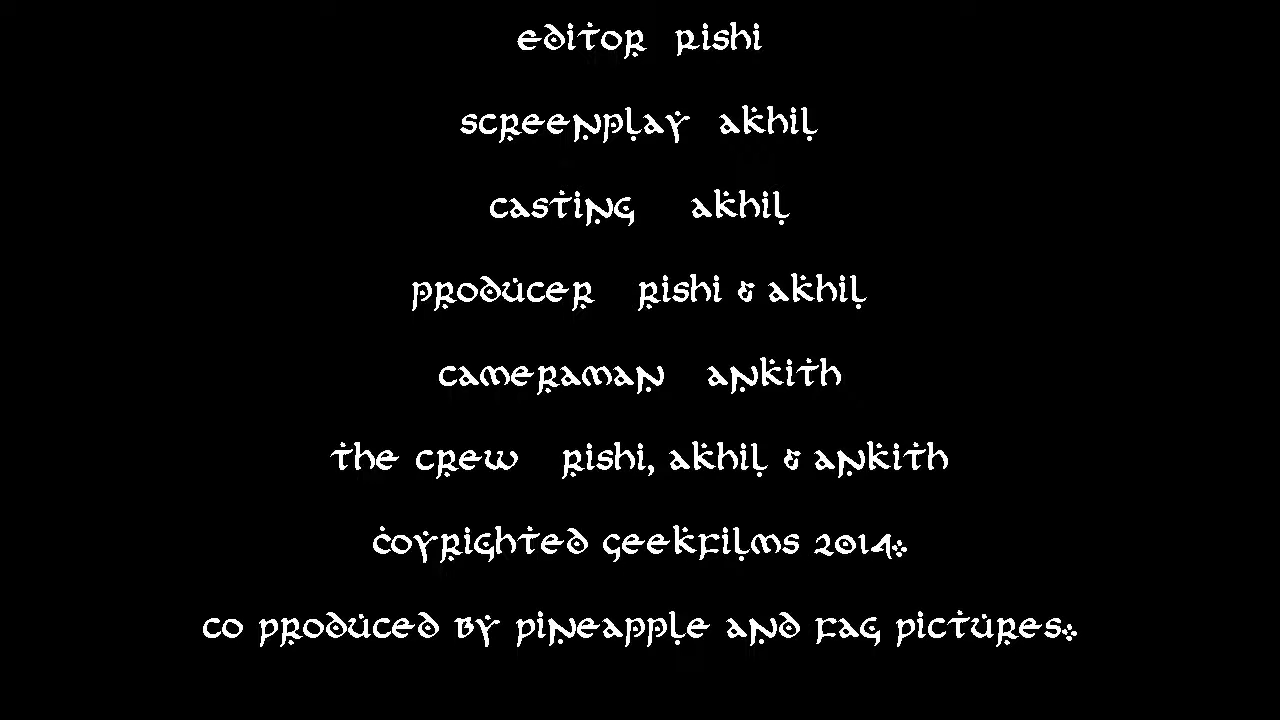 editor rishi
screenplay akhil
casting akhil
producer rishi & akhil
cameraman ankith
the crew rishi, akhil & ankith
coyrighted geekfilms 2014.
co produced by pineapple and fag pictures.